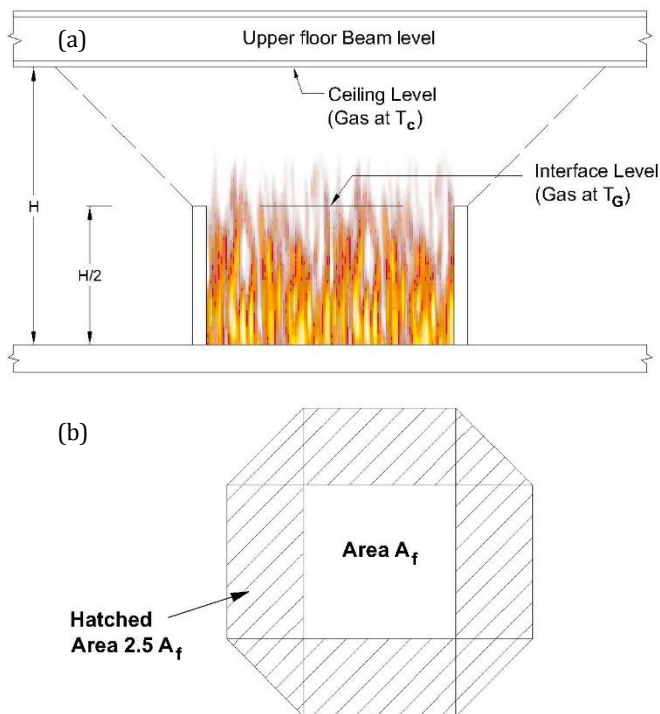 (a)
Upper floor Beam level
Ceiling Level
(Gas at Tc)
Interface Level
(Gas at TG)
H
H/2
(b)
Area Af
Hatched
Area 2.5 Af